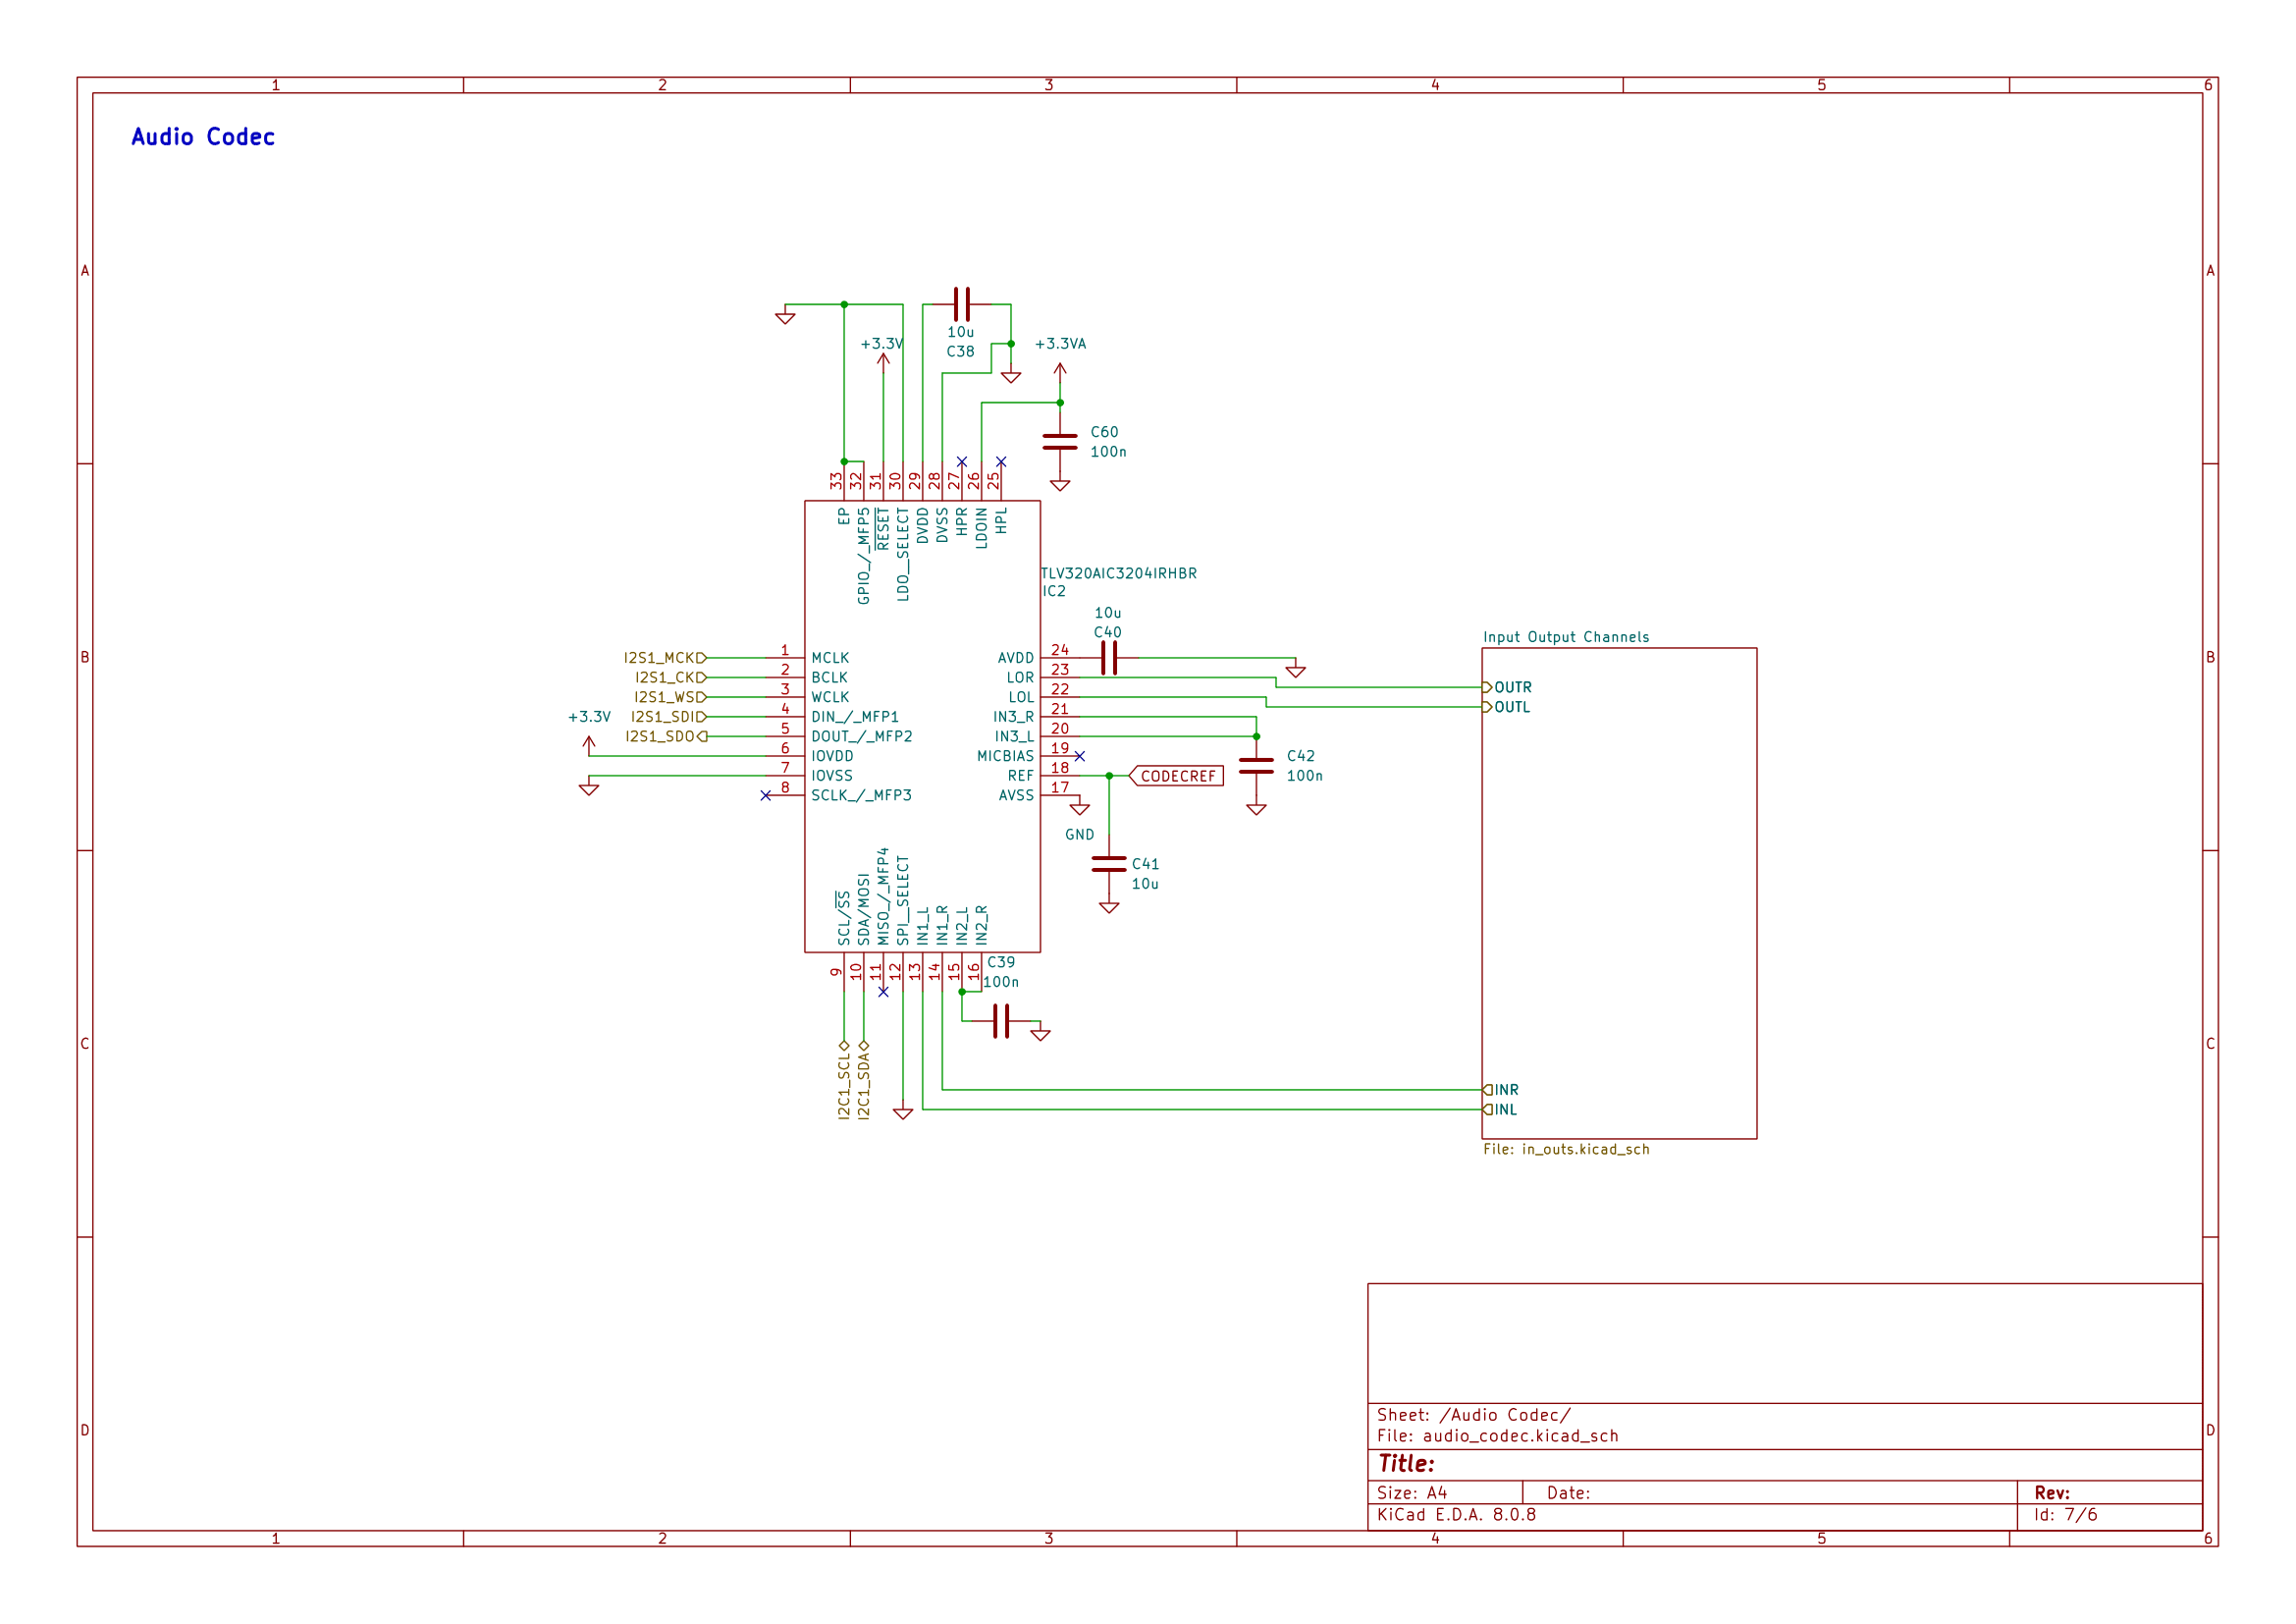 1 2 3 4 5 6
Audio Codec
A A
10u
C38
+3.3V
+3.3VA
C60
100n
33 32 31 30 29 28 27 26 25
EP
GPIO_/_MFP5
RESET
LDO__SELECT
DVDD
DVSS
HPR
LDOIN
HPL
TLV320AIC3204IRHBR
IC2
10u
C40
Input Output Channels
B B
I2S1_MCK 1 MCLK AVDD 24
I2S1_CK 2 BCLK LOR 23
OUTR
I2S1_WS 3 WCLK LOL 22
OUTL
+3.3V
I2S1_SDI 4 DIN_/_MFP1 IN3_R 21
I2S1_SDO 5 DOUT_/_MFP2 IN3_L 20
6 IOVDD MICBIAS 19
C42
7 IOVSS REF 18 CODECREF
100n
8 SCLK_/_MFP3 AVSS 17
GND
C41
10u
SCL/SS
SDA/MOSI
MISO_/_MFP4
SPI__SELECT
IN1_L
IN1_R
IN2_L
IN2_R
9 10 11 12 13 14 15 16
C39
100n
C C
I2C1_SCL
I2C1_SDA
INR
INL
File: in_outs.kicad_sch
D D
Sheet: /Audio Codec/
File: audio_codec.kicad_sch
Title:
Size: A4 Date: Rev:
KiCad E.D.A. 8.0.8 Id: 7/6
1 2 3 4 5 6